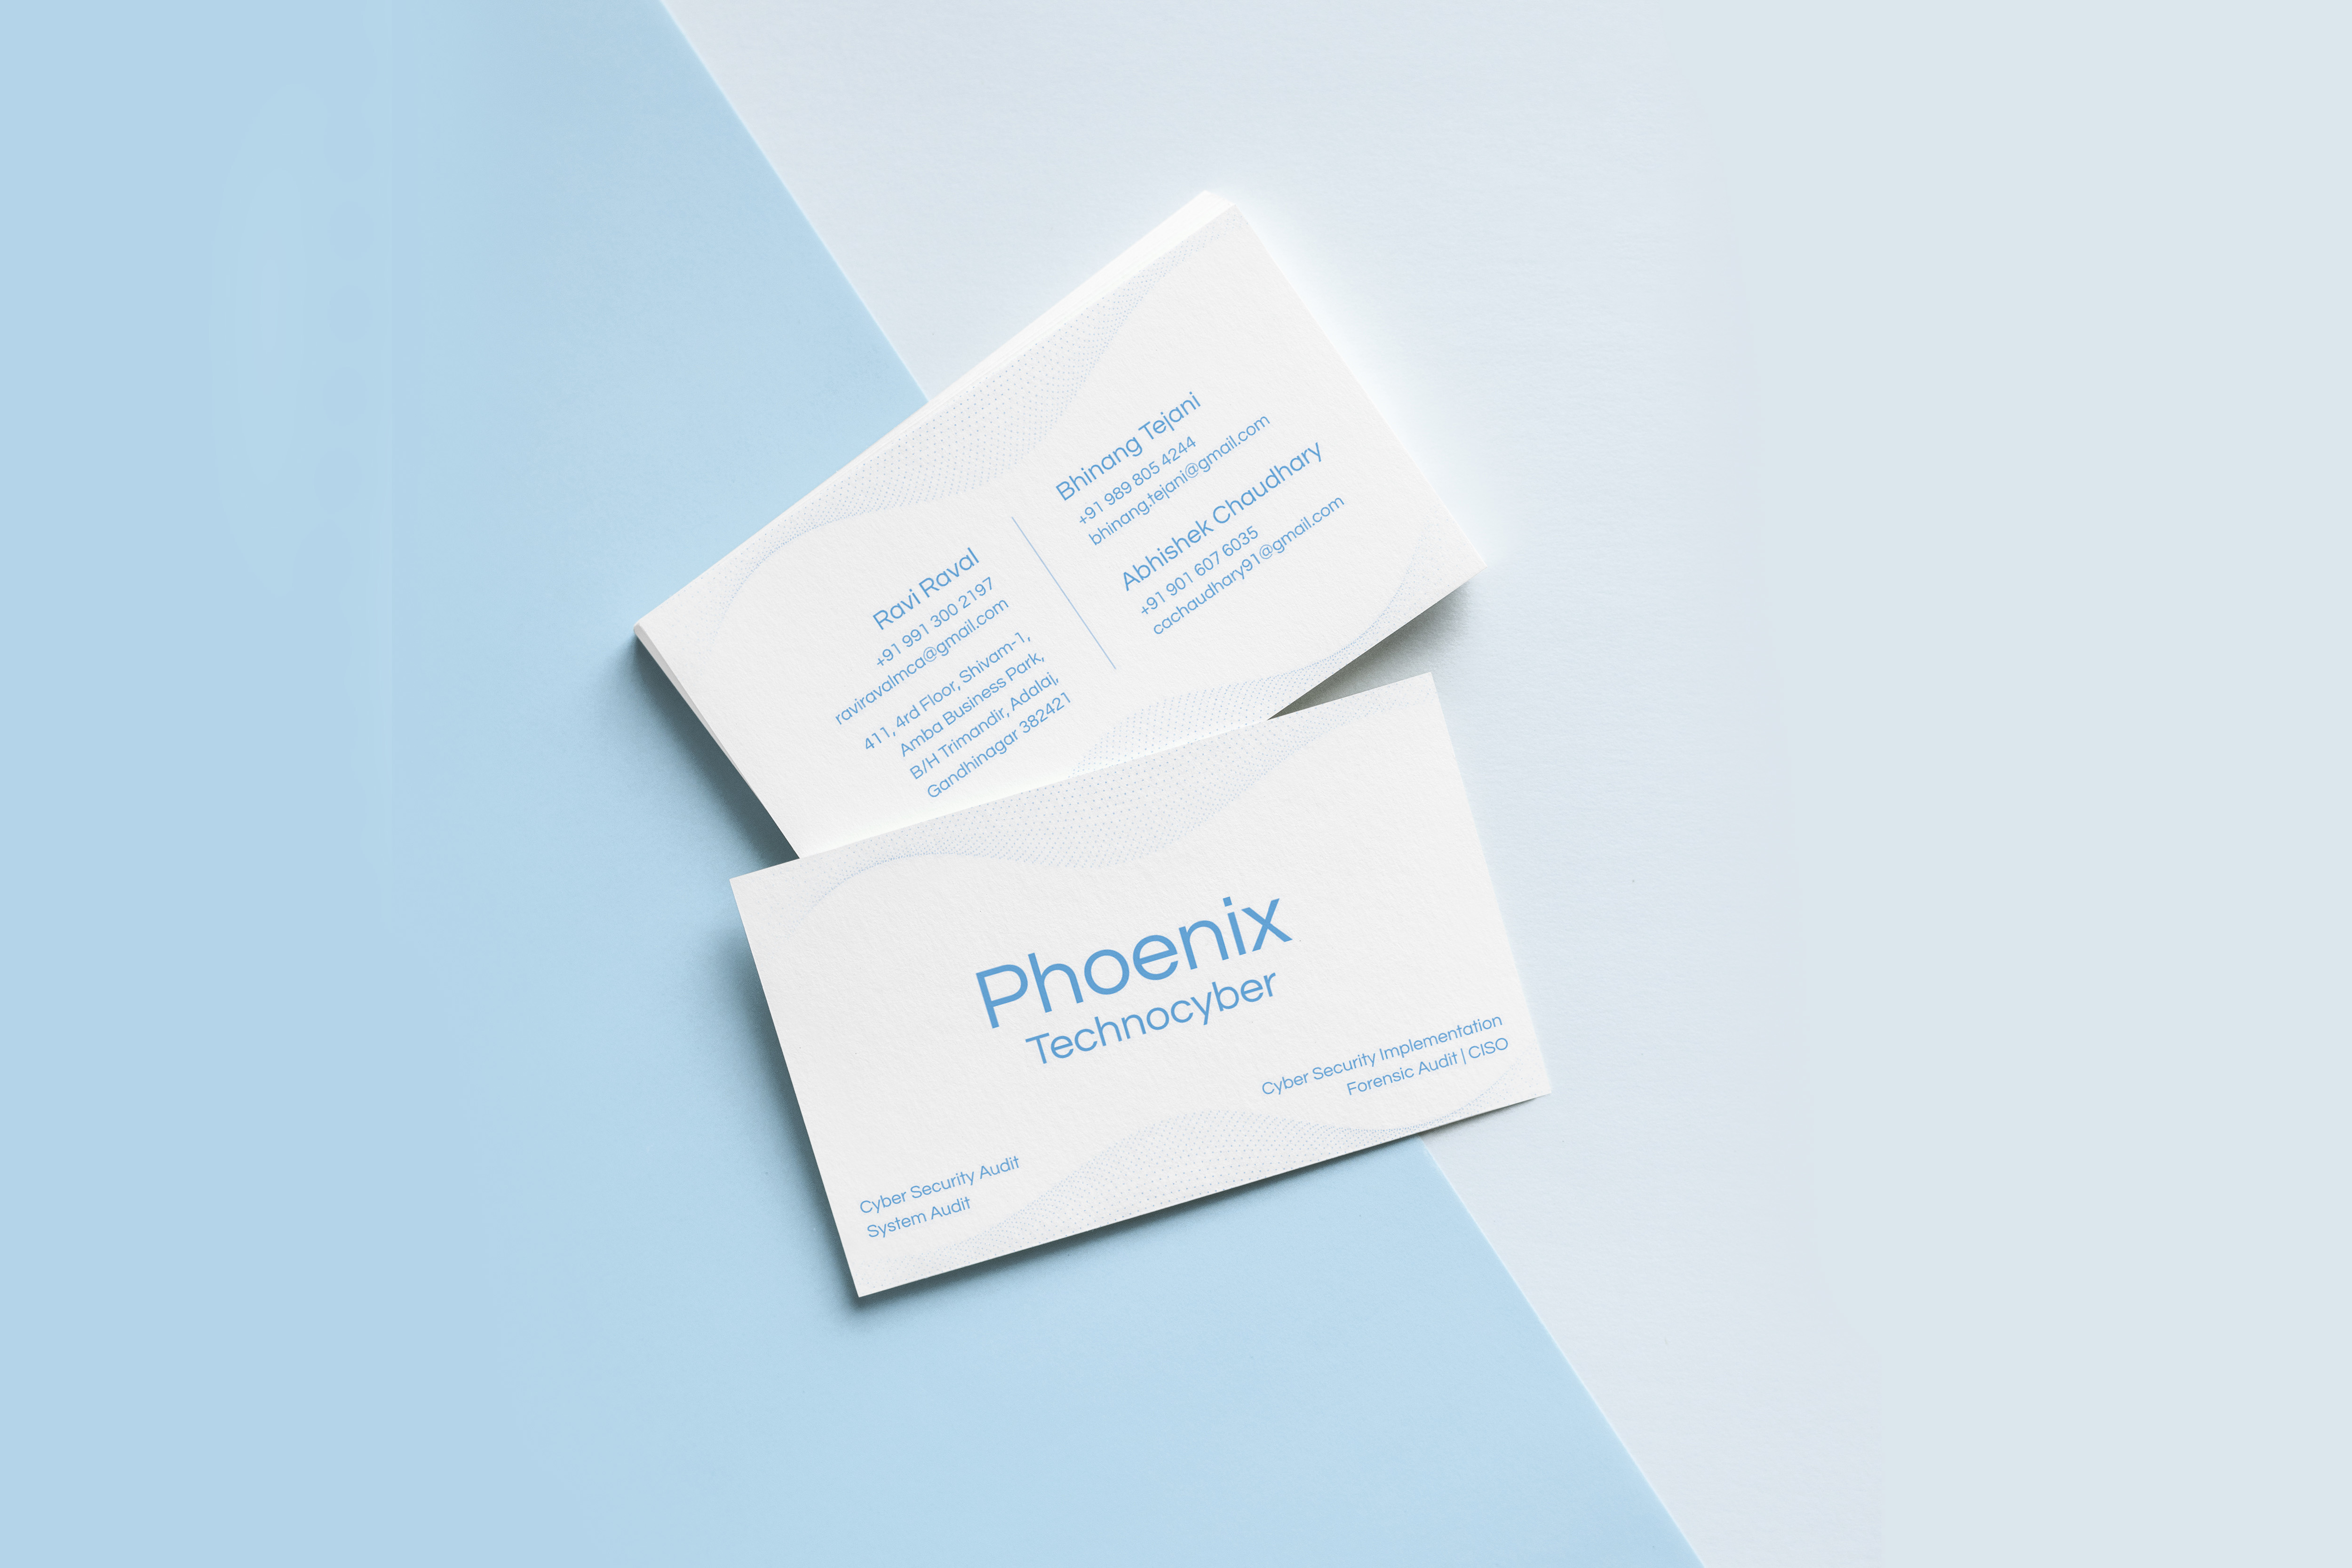 Ravi Raval
+91 991 300 2197
raviravalmca@gmail.com
411, 4rd Floor, Shivam-1,
Amba Business Park,
B/H Trimandir, Adalaj,
Gandhinagar 382421
Bhinang Tejani
+91 989 805 4244
bhinang.tejani@gmail.com
Abhishek Chaudhary
+91 901 607 6035
cachaudhary91@gmail.com
Phoenix
Technocyber
Cyber Security Implementation
Forensic Audit | CISO
Cyber Security Audit
System Audit